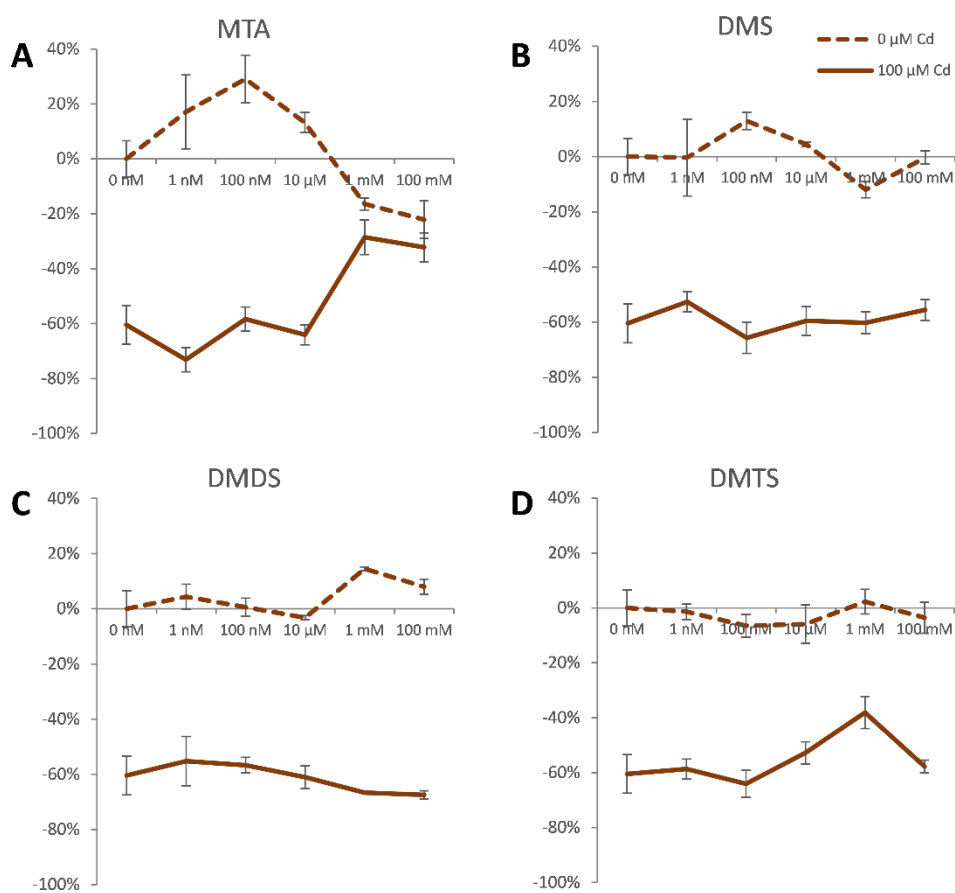 A
MTA
40%
20%
0%
-20%
-40%
-60%
-80%
-100%
0 nM
1 nM
100 nM
10 µM
1 mM
100 mM
B
DMS
0 µM Cd
100 µM Cd
40%
20%
0%
-20%
-40%
-60%
-80%
-100%
0 nM
1 nM
100 nM
10 µM
1 mM
100 mM
C
DMDS
40%
20%
0%
-20%
-40%
-60%
-80%
-100%
0 nM
1 nM
100 nM
10 µM
1 mM
100 mM
D
DMTS
40%
20%
0%
-20%
-40%
-60%
-80%
-100%
0 nM
1 nM
100 nM
10 µM
1 mM
100 mM